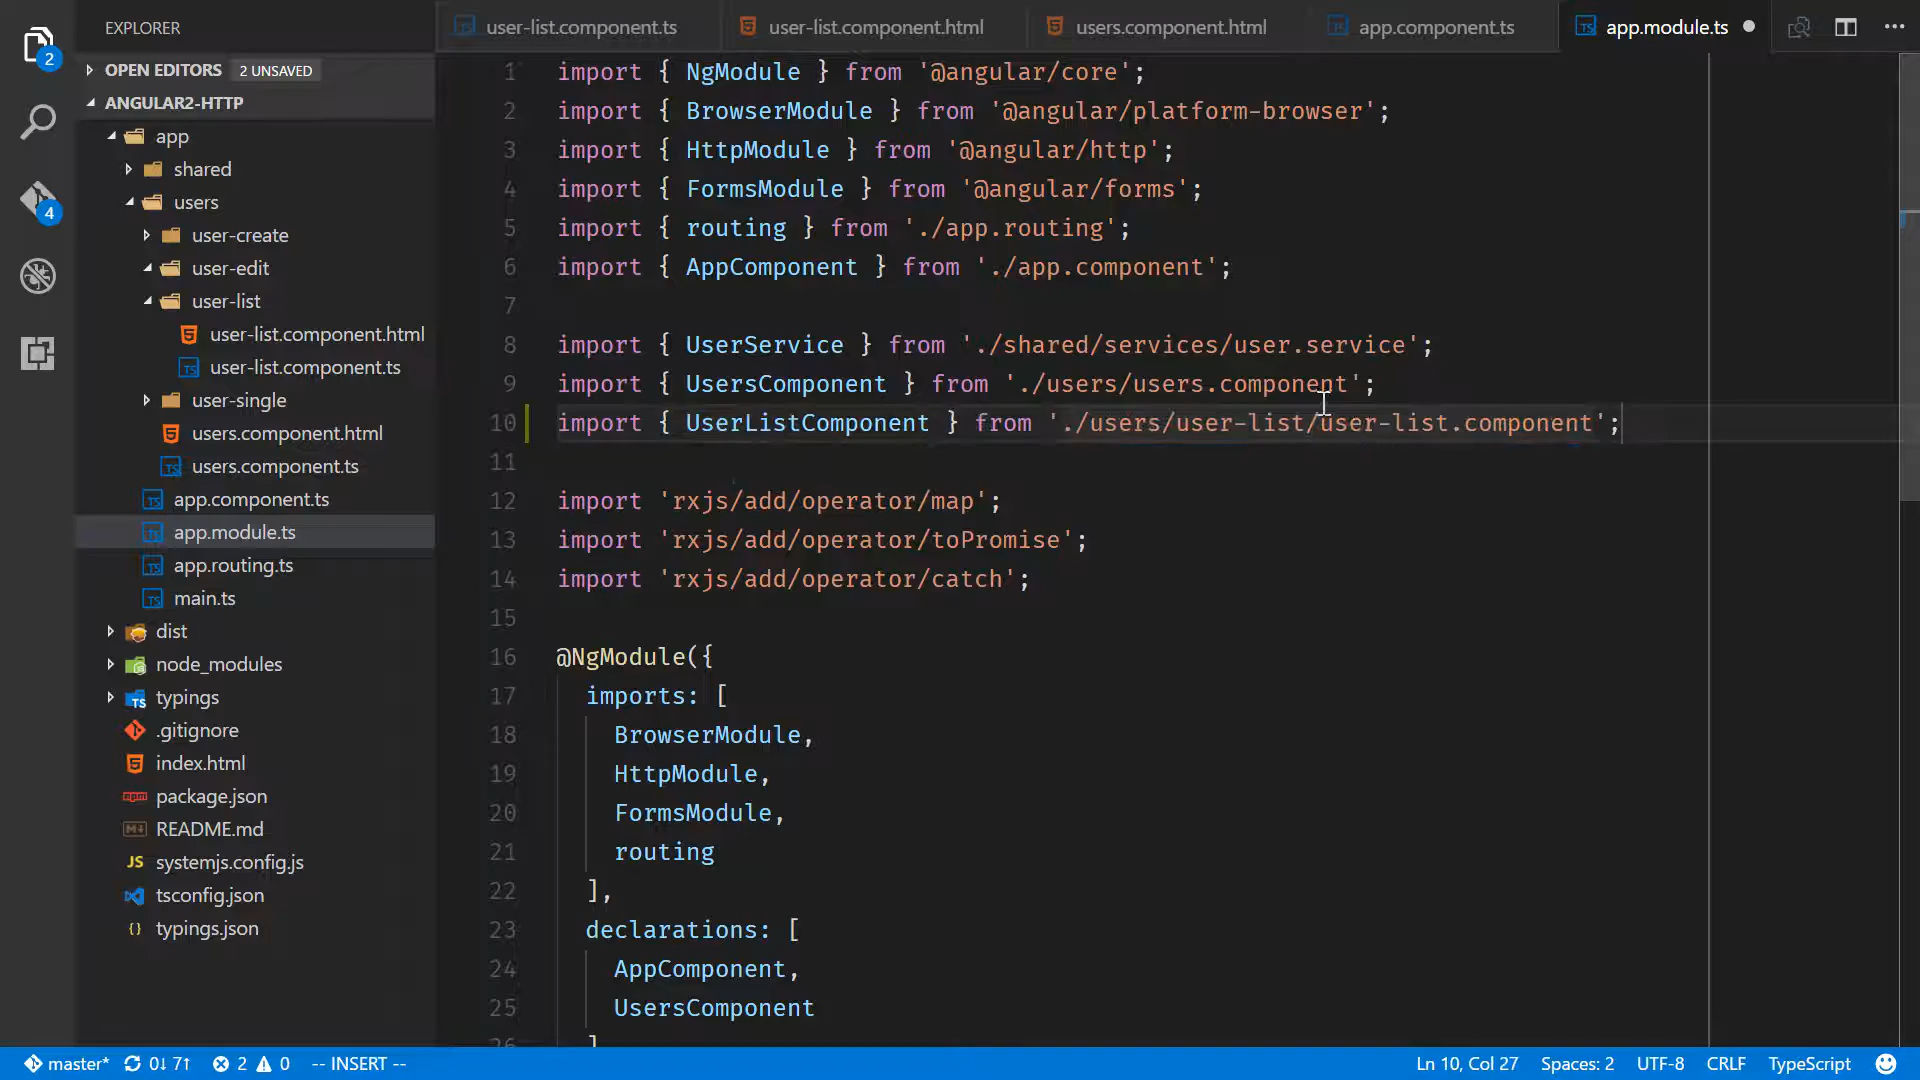 EXPLORER
2
4
OPEN EDITORS 2 UNSAVED
ANGULAR2-HTTP
app
shared
users
user-create
user-edit
user-list
user-list.component.html
user-list.component.ts
user-single
users.component.html
users.component.ts
app.component.ts
app.module.ts
app.routing.ts
main.ts
dist
node_modules
typings
.gitignore
index.html
package.json
README.md
systemjs.config.js
tsconfig.json
typings.json
user-list.component.ts user-list.component.html users.component.html app.component.ts app.module.ts
1 import { NgModule } from '@angular/core';
2 import { BrowserModule } from '@angular/platform-browser';
3 import { HttpModule } from '@angular/http';
4 import { FormsModule } from '@angular/forms';
5 import { routing } from './app.routing';
6 import { AppComponent } from './app.component';
7
8 import { UserService } from './shared/services/user.service';
9 import { UsersComponent } from './users/users.component';
10 import { UserListComponent } from './users/user-list/user-list.component';
11
12 import 'rxjs/add/operator/map';
13 import 'rxjs/add/operator/toPromise';
14 import 'rxjs/add/operator/catch';
15
16 @NgModule({
17 imports: [
18 BrowserModule,
19 HttpModule,
20 FormsModule,
21 routing
22 ],
23 declarations: [
24 AppComponent,
25 UsersComponent
26 ]
master* 0↓ 7↑ 2 0 -- INSERT -- Ln 10, Col 27 Spaces: 2 UTF-8 CRLF TypeScript